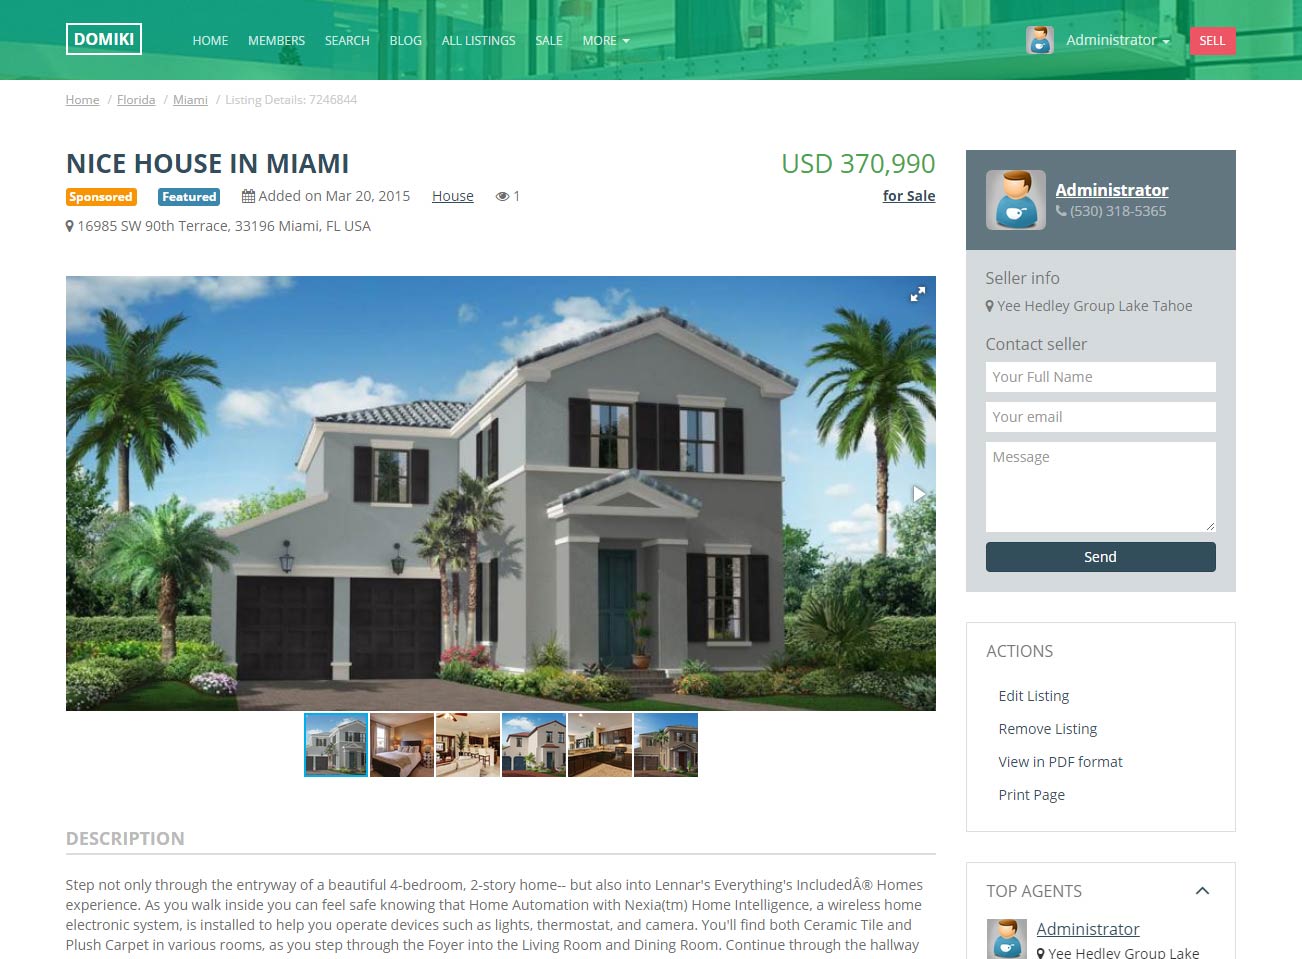 DOMIKI
HOME MEMBERS SEARCH BLOG ALL LISTINGS SALE MORE
Administrator SELL
Home / Florida / Miami / Listing Details: 7246844
NICE HOUSE IN MIAMI
USD 370,990
Sponsored Featured Added on Mar 20, 2015 House 1
for Sale
16985 SW 90th Terrace, 33196 Miami, FL USA
Administrator
(530) 318-5365
Seller info
Yee Hedley Group Lake Tahoe
Contact seller
Your Full Name
Your email
Message
Send
ACTIONS
Edit Listing
Remove Listing
View in PDF format
Print Page
DESCRIPTION
Step not only through the entryway of a beautiful 4-bedroom, 2-story home-- but also into Lennar's Everything's IncludedÂ® Homes
experience. As you walk inside you can feel safe knowing that Home Automation with Nexia(tm) Home Intelligence, a wireless home
electronic system, is installed to help you operate devices such as lights, thermostat, and camera. You'll find both Ceramic Tile and
Plush Carpet in various rooms, as you step through the Foyer into the Living Room and Dining Room. Continue through the hallway
TOP AGENTS
Administrator
Yee Hedley Group Lake